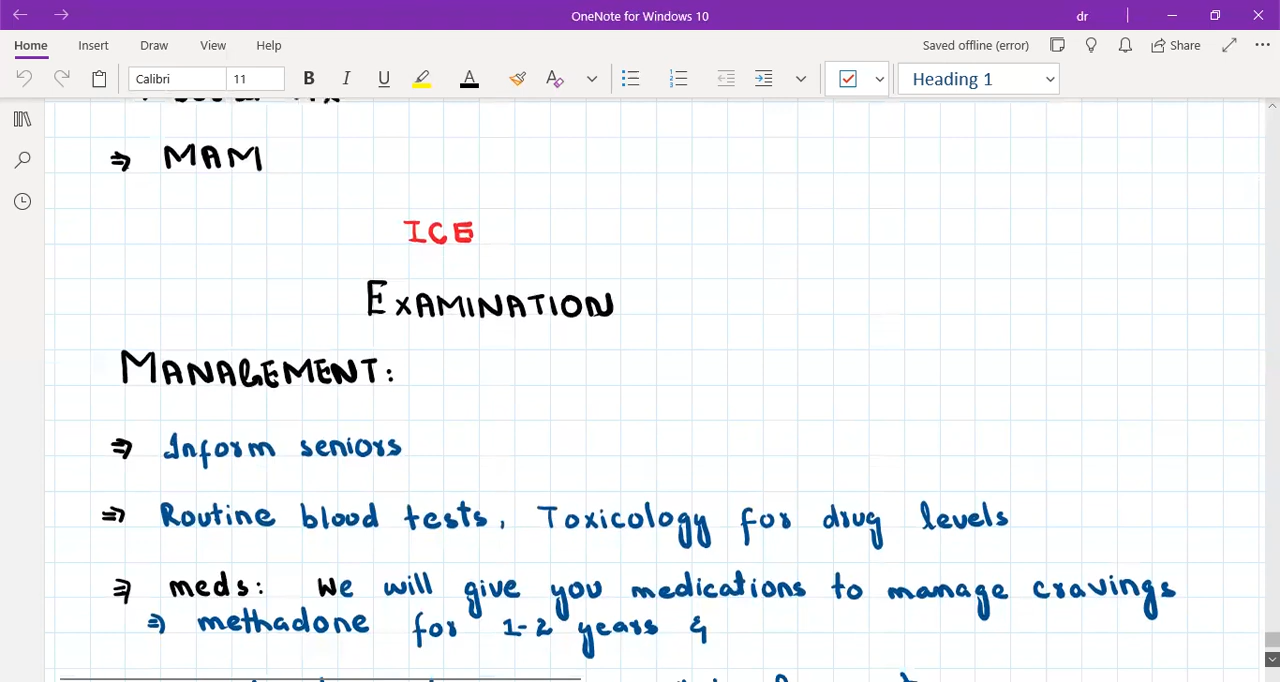 OneNote for Windows 10
dr
Home Insert Draw View Help
Saved offline (error)
Share
Calibri 11
B I U A A
Heading 1
⇒ MAM
ICE
EXAMINATION
MANAGEMENT:
⇒ Inform seniors
⇒ Routine blood tests, Toxicology for drug levels
⇒ meds: We will give you medications to manage cravings
⇒ methadone for 1-2 years &